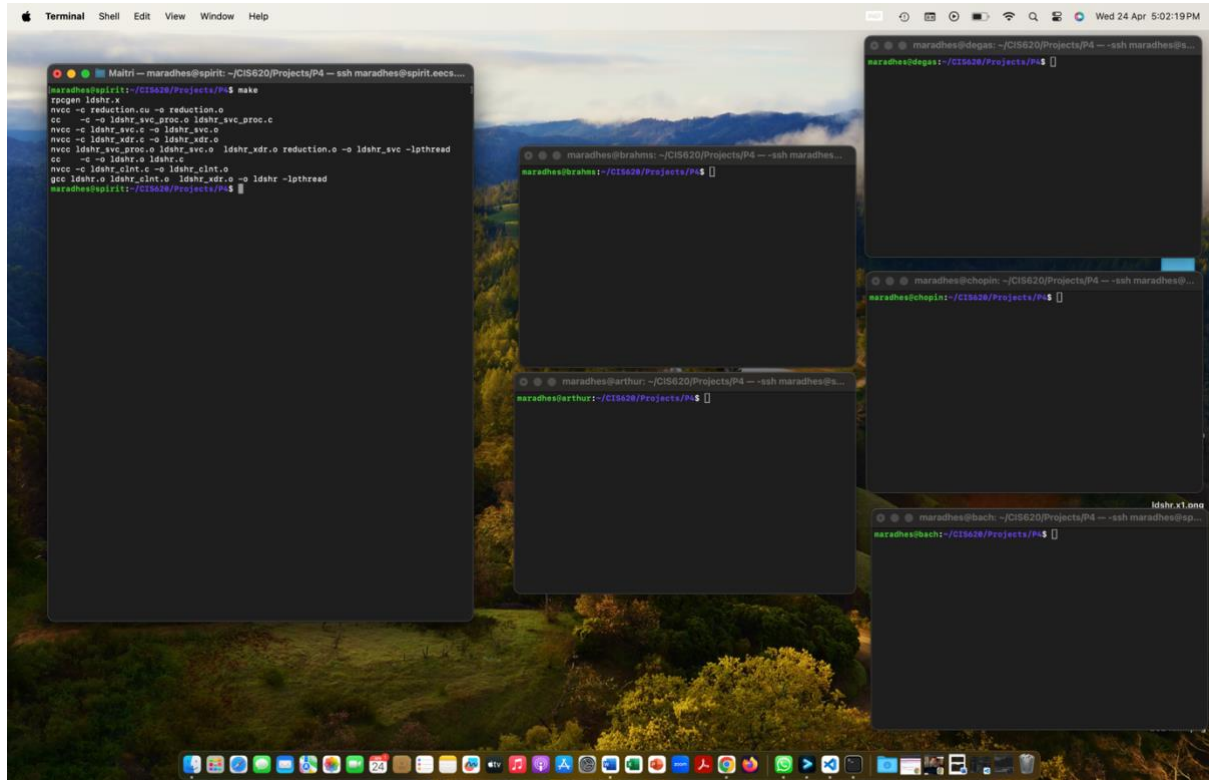 Terminal Shell Edit View Window Help
Wed 24 Apr 5:02:19 PM
Maitri — maradhes@spirit: ~/CIS620/Projects/P4 — ssh maradhes@spirit.eecs....
maradhes@spirit:~/CIS620/Projects/P4$ make
rpcgen ldshr.x
nvcc -c reduction.cu -o reduction.o
cc -c -o ldshr_svc_proc.o ldshr_svc_proc.c
nvcc -c ldshr_svc.c -o ldshr_svc.o
nvcc -c ldshr_xdr.c -o ldshr_xdr.o
nvcc ldshr_svc_proc.o ldshr_svc.o ldshr_xdr.o reduction.o -o ldshr_svc -lpthread
cc -c -o ldshr.o ldshr.c
nvcc -c ldshr_clnt.c -o ldshr_clnt.o
gcc ldshr.o ldshr_clnt.o ldshr_xdr.o -o ldshr -lpthread
maradhes@spirit:~/CIS620/Projects/P4$
maradhes@brahms: ~/CIS620/Projects/P4 — -ssh maradhes...
maradhes@brahms:~/CIS620/Projects/P4$
maradhes@arthur: ~/CIS620/Projects/P4 — -ssh maradhes@s...
maradhes@arthur:~/CIS620/Projects/P4$
maradhes@degas: ~/CIS620/Projects/P4 — -ssh maradhes@s...
maradhes@degas:~/CIS620/Projects/P4$
maradhes@chopin: ~/CIS620/Projects/P4 — -ssh maradhes@...
maradhes@chopin:~/CIS620/Projects/P4$
ldshr.x1.png
maradhes@bach: ~/CIS620/Projects/P4 — -ssh maradhes@sp...
maradhes@bach:~/CIS620/Projects/P4$
24
tv
zoom